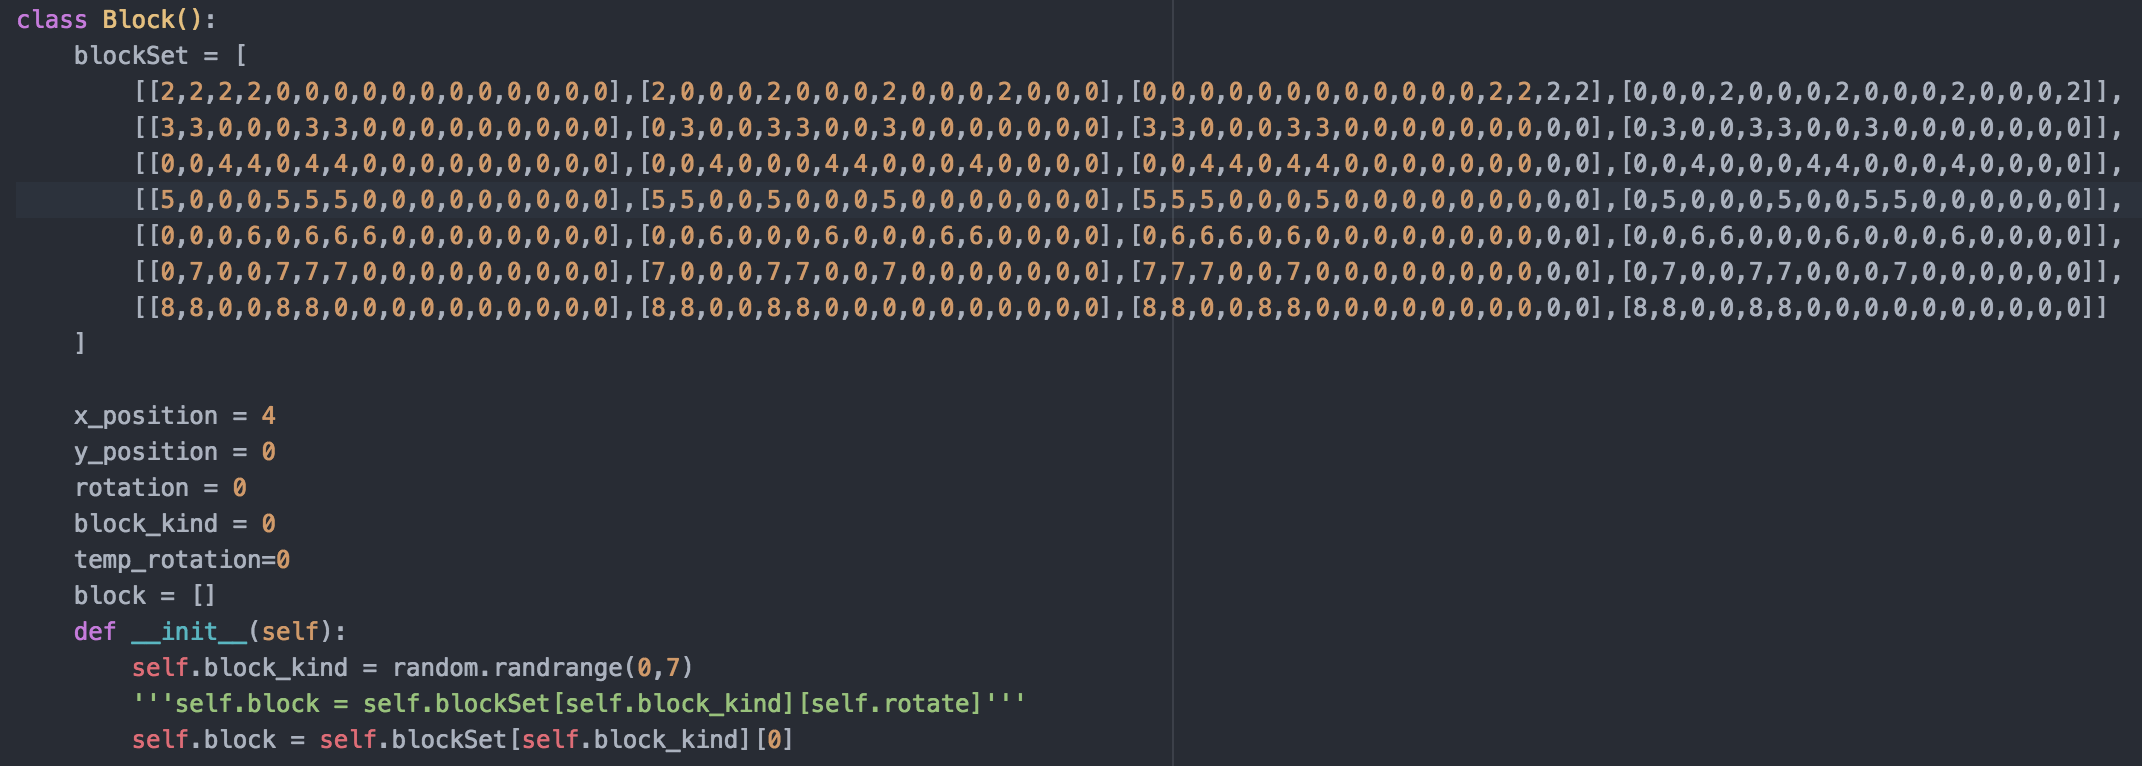 class Block():
blockSet = [
[[2,2,2,2,0,0,0,0,0,0,0,0,0,0,0,0],[2,0,0,0,2,0,0,0,2,0,0,0,2,0,0,0],[0,0,0,0,0,0,0,0,0,0,0,0,2,2,2,2],[0,0,0,2,0,0,0,2,0,0,0,2,0,0,0,2]],
[[3,3,0,0,0,3,3,0,0,0,0,0,0,0,0,0],[0,3,0,0,3,3,0,0,3,0,0,0,0,0,0,0],[3,3,0,0,0,3,3,0,0,0,0,0,0,0,0,0],[0,3,0,0,3,3,0,0,3,0,0,0,0,0,0,0]],
[[0,0,4,4,0,4,4,0,0,0,0,0,0,0,0,0],[0,0,4,0,0,0,4,4,0,0,0,4,0,0,0,0],[0,0,4,4,0,4,4,0,0,0,0,0,0,0,0,0],[0,0,4,0,0,0,4,4,0,0,0,4,0,0,0,0]],
[[5,0,0,0,5,5,5,0,0,0,0,0,0,0,0,0],[5,5,0,0,5,0,0,0,5,0,0,0,0,0,0,0],[5,5,5,0,0,0,5,0,0,0,0,0,0,0,0,0],[0,5,0,0,0,5,0,0,5,5,0,0,0,0,0,0]],
[[0,0,0,6,0,6,6,6,0,0,0,0,0,0,0,0],[0,0,6,0,0,0,6,0,0,0,6,6,0,0,0,0],[0,6,6,6,0,6,0,0,0,0,0,0,0,0,0,0],[0,0,6,6,0,0,0,6,0,0,0,6,0,0,0,0]],
[[0,7,0,0,7,7,7,0,0,0,0,0,0,0,0,0],[7,0,0,0,7,7,0,0,7,0,0,0,0,0,0,0],[7,7,7,0,0,7,0,0,0,0,0,0,0,0,0,0],[0,7,0,0,7,7,0,0,0,7,0,0,0,0,0,0]],
[[8,8,0,0,8,8,0,0,0,0,0,0,0,0,0,0],[8,8,0,0,8,8,0,0,0,0,0,0,0,0,0,0],[8,8,0,0,8,8,0,0,0,0,0,0,0,0,0,0],[8,8,0,0,8,8,0,0,0,0,0,0,0,0,0,0]]
]
x_position = 4
y_position = 0
rotation = 0
block_kind = 0
temp_rotation=0
block = []
def __init__(self):
self.block_kind = random.randrange(0,7)
'''self.block = self.blockSet[self.block_kind][self.rotate]'''
self.block = self.blockSet[self.block_kind][0]